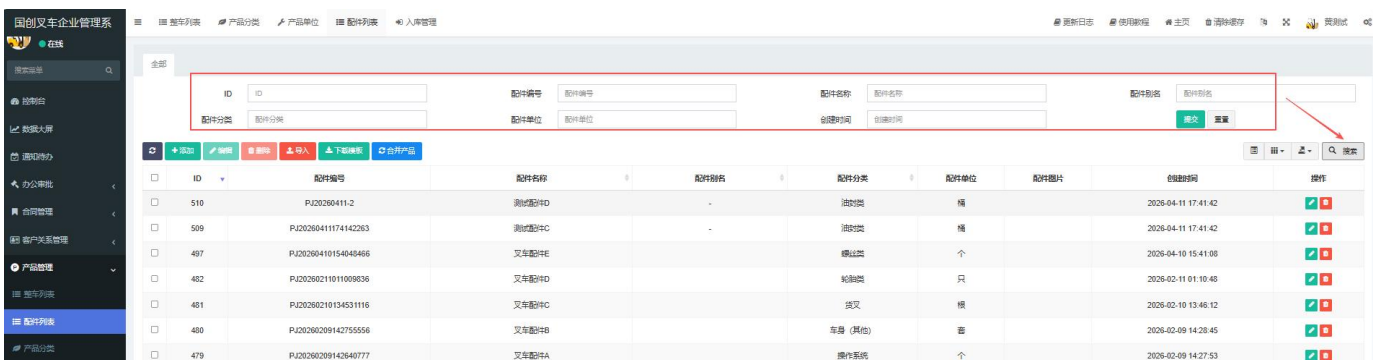 国创叉车企业管理系
整车列表 产品分类 产品单位 配件列表 入库管理 更新日志 使用教程 主页 清除缓存 黄测试
在线
搜索菜单
控制台
数据大屏
通知待办
办公审批
合同管理
客户关系管理
产品管理
整车列表
配件列表
产品分类
全部
ID ID 配件编号 配件编号 配件名称 配件名称 配件别名 配件别名
配件分类 配件分类 配件单位 配件单位 创建时间 创建时间 提交 重置
添加 编辑 删除 导入 下载模板 合并产品 搜索
ID 配件编号 配件名称 配件别名 配件分类 配件单位 配件图片 创建时间 操作
510 PJ20260411-2 测试配件D - 油封类 桶 2026-04-11 17:41:42
509 PJ20260411174142263 测试配件C - 油封类 桶 2026-04-11 17:41:42
497 PJ20260410154048466 叉车配件E 螺丝类 个 2026-04-10 15:41:08
482 PJ20260211011009836 叉车配件D 轮胎类 只 2026-02-11 01:10:48
481 PJ20260210134531116 叉车配件C 货叉 根 2026-02-10 13:46:12
480 PJ20260209142755556 叉车配件B 车身（其他） 套 2026-02-09 14:28:45
479 PJ20260209142640777 叉车配件A 操作系统 个 2026-02-09 14:27:53